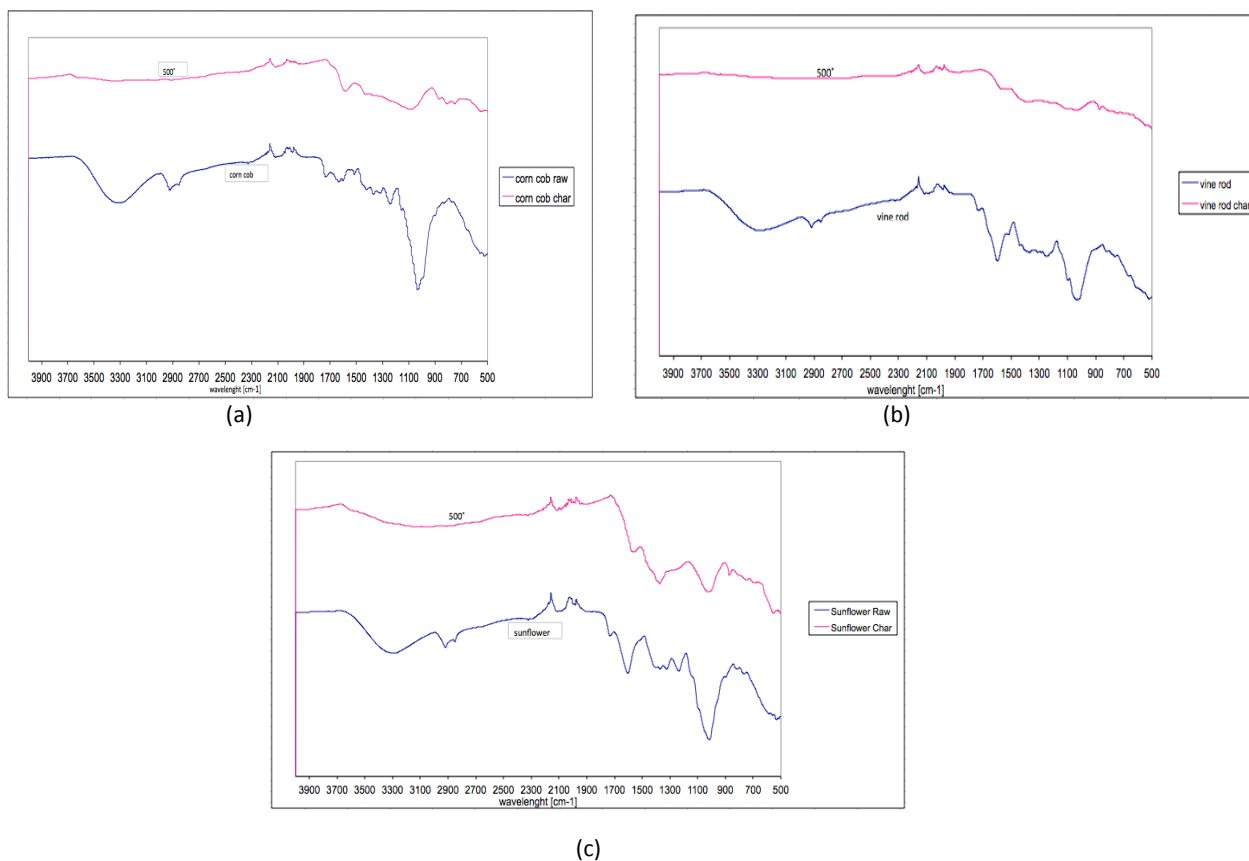 500°
corn cob
corn cob raw
corn cob char
3900 3700 3500 3300 3100 2900 2700 2500 2300 2100 1900 1700 1500 1300 1100 900 700 500
wavelenght [cm-1]
(a)
500°
vine rod
vine rod
vine rod char
3900 3700 3500 3300 3100 2900 2700 2500 2300 2100 1900 1700 1500 1300 1100 900 700 500
wavelenght [cm-1]
(b)
500°
sunflower
Sunflower Raw
Sunflower Char
3900 3700 3500 3300 3100 2900 2700 2500 2300 2100 1900 1700 1500 1300 1100 900 700 500
wavelenght [cm-1]
(c)